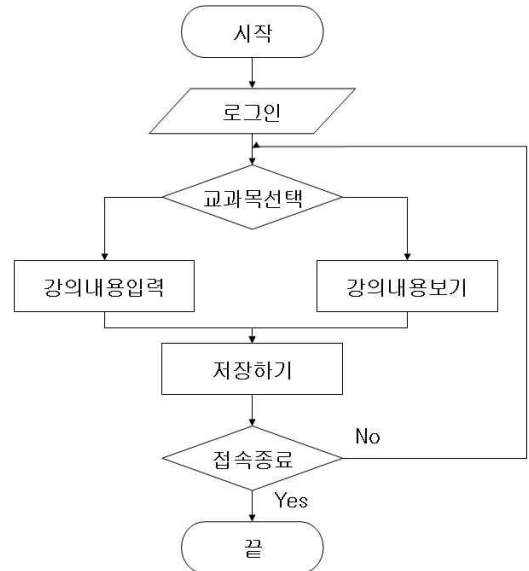 시작
로그인
교과목선택
강의내용입력
강의내용보기
저장하기
접속종료
No
Yes
끝